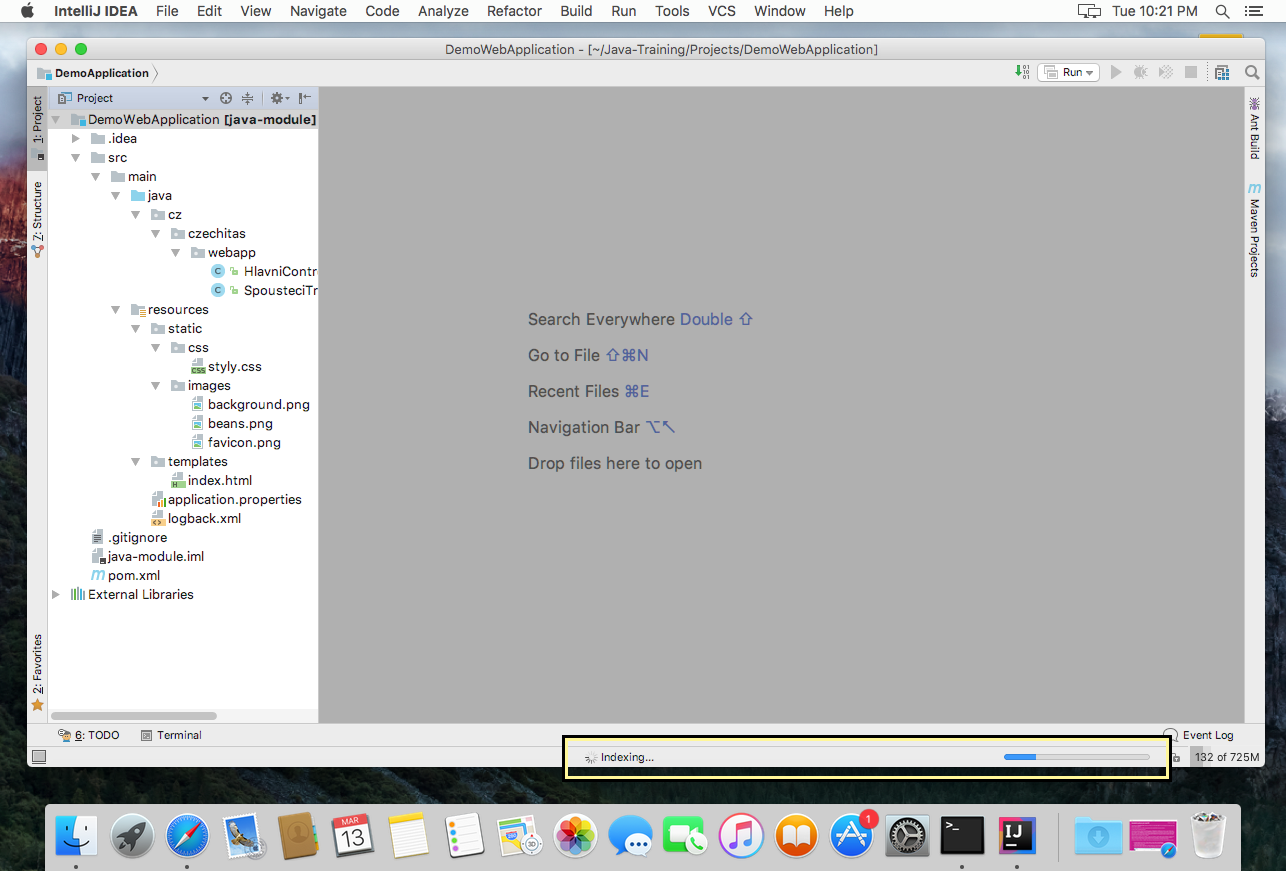 IntelliJ IDEA File Edit View Navigate Code Analyze Refactor Build Run Tools VCS Window Help Tue 10:21 PM
DemoWebApplication - [~/Java-Training/Projects/DemoWebApplication]
DemoApplication Run
1: Project
7: Structure
2: Favorites
Project
DemoWebApplication [java-module]
.idea
src
main
java
cz
czechitas
webapp
C HlavniContr
C SpousteciTr
resources
static
css
styly.css
images
background.png
beans.png
favicon.png
templates
index.html
application.properties
logback.xml
.gitignore
java-module.iml
m pom.xml
External Libraries
Search Everywhere Double ⇧
Go to File ⇧⌘N
Recent Files ⌘E
Navigation Bar ⌥↖
Drop files here to open
Ant Build
m Maven Projects
6: TODO Terminal Event Log
Indexing... 132 of 725M
MAR
13
3D
1
>_
IJ